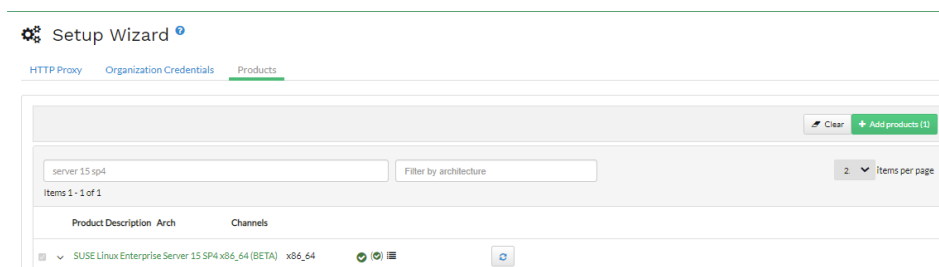 Setup Wizard ?
HTTP Proxy Organization Credentials Products
Clear + Add products (1)
server 15 sp4 Filter by architecture 2 items per page
Items 1 - 1 of 1
Product Description Arch Channels
SUSE Linux Enterprise Server 15 SP4 x86_64 (BETA) x86_64